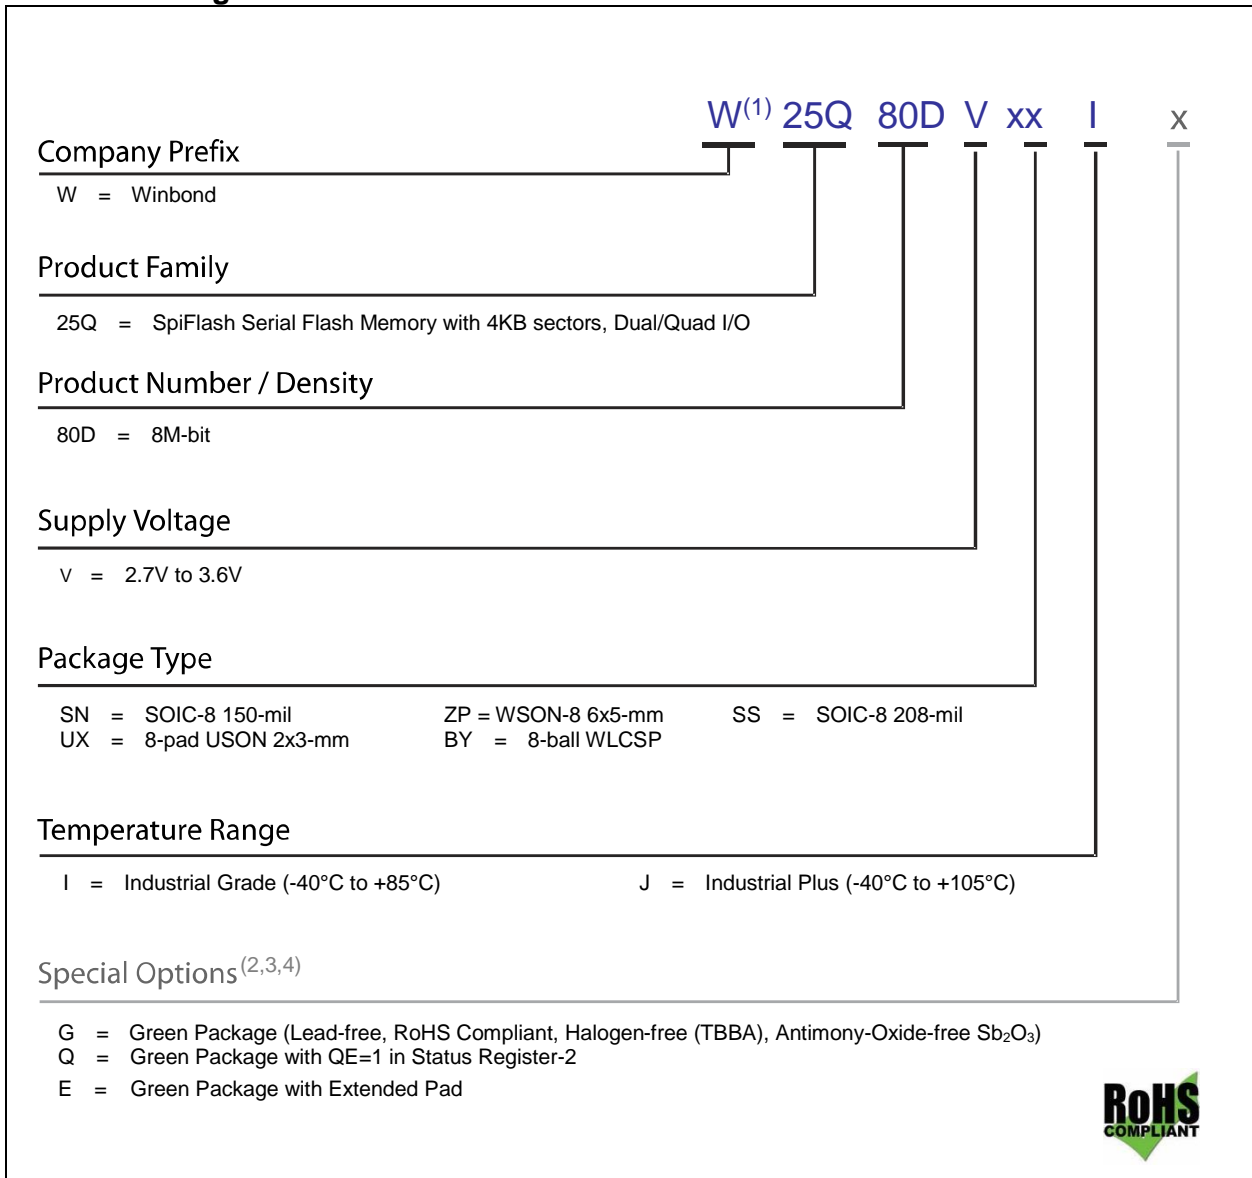 W(1) 25Q 80D V xx I x
Company Prefix
W = Winbond
Product Family
25Q = SpiFlash Serial Flash Memory with 4KB sectors, Dual/Quad I/O
Product Number / Density
80D = 8M-bit
Supply Voltage
V = 2.7V to 3.6V
Package Type
SN = SOIC-8 150-mil ZP = WSON-8 6x5-mm SS = SOIC-8 208-mil
UX = 8-pad USON 2x3-mm BY = 8-ball WLCSP
Temperature Range
I = Industrial Grade (-40°C to +85°C) J = Industrial Plus (-40°C to +105°C)
Special Options(2,3,4)
G = Green Package (Lead-free, RoHS Compliant, Halogen-free (TBBA), Antimony-Oxide-free Sb₂O₃)
Q = Green Package with QE=1 in Status Register-2
E = Green Package with Extended Pad
RoHS
COMPLIANT